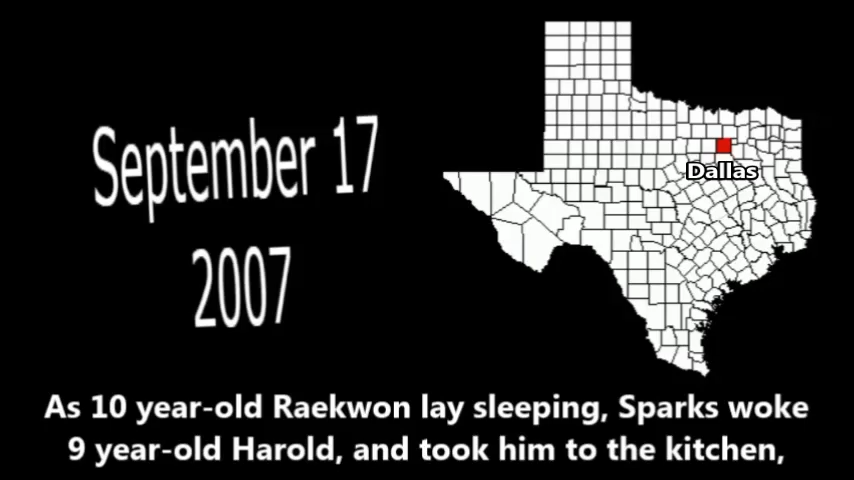 September 17
2007
Dallas
As 10 year-old Raekwon lay sleeping, Sparks woke
9 year-old Harold, and took him to the kitchen,